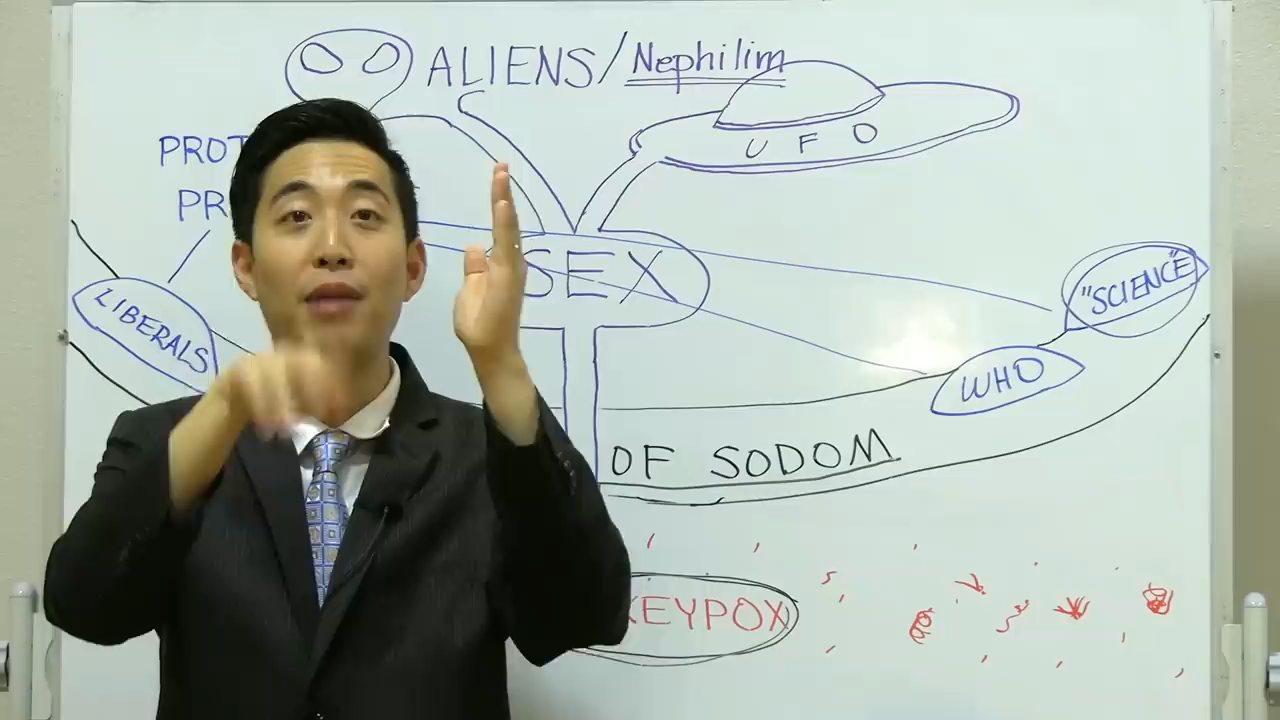 ALIENS/Nephilim
UFO
SEX
"SCIENCE"
LIBERALS
WHO
OF SODOM